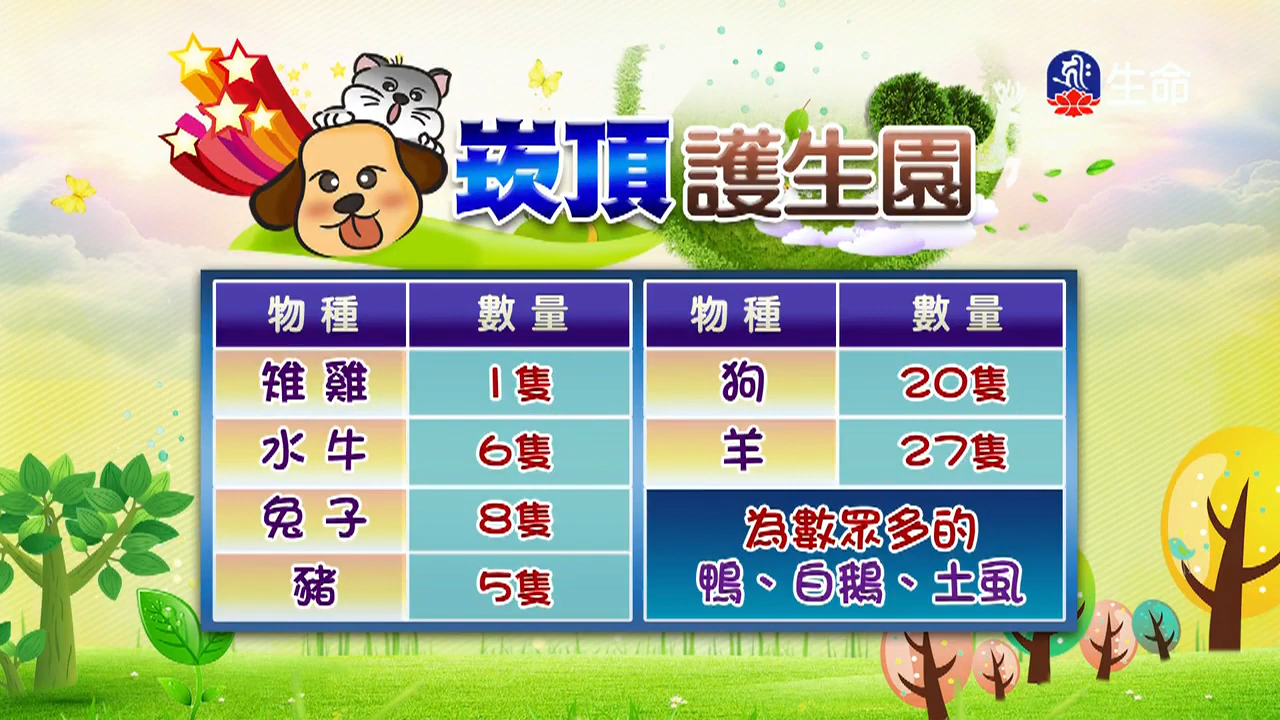 生命
崁頂護生園
物種 數量 物種 數量
雉雞 1隻 狗 20隻
水牛 6隻 羊 27隻
兔子 8隻
豬 5隻
為數眾多的
鴨、白鵝、土虱